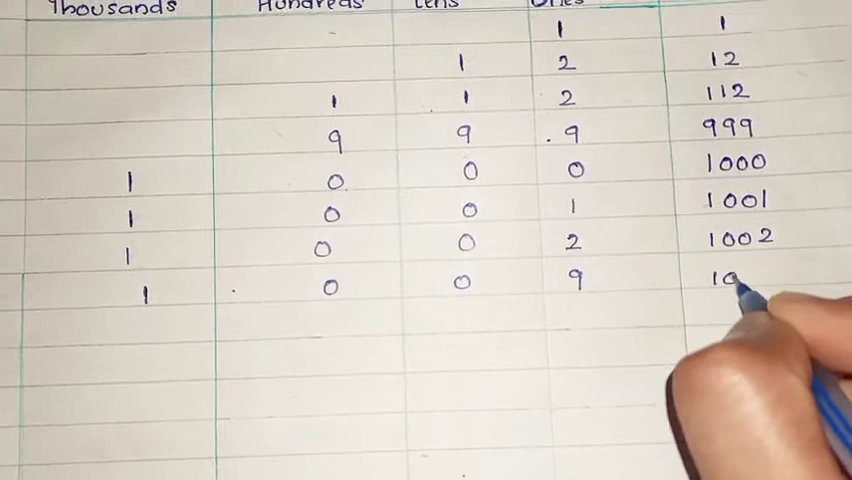 Thousands Hundreds Tens Ones
1 1
1 2 12
1 1 2 112
9 9 9 999
1 0 0 0 1000
1 0 0 1 1001
1 0 0 2 1002
1 0 0 9 10